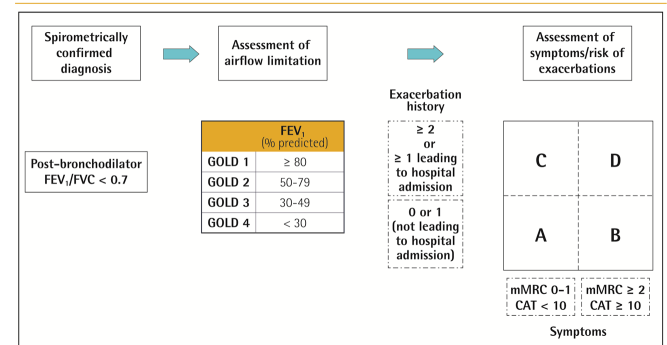 Spirometrically
confirmed
diagnosis
Assessment of
airflow limitation
Assessment of
symptoms/risk of
exacerbations
Post-bronchodilator
FEV₁/FVC < 0.7
FEV₁
(% predicted)
GOLD 1 ≥ 80
GOLD 2 50-79
GOLD 3 30-49
GOLD 4 < 30
Exacerbation
history
≥ 2
or
≥ 1 leading
to hospital
admission
0 or 1
(not leading
to hospital
admission)
C D
A B
mMRC 0-1
CAT < 10
mMRC ≥ 2
CAT ≥ 10
Symptoms